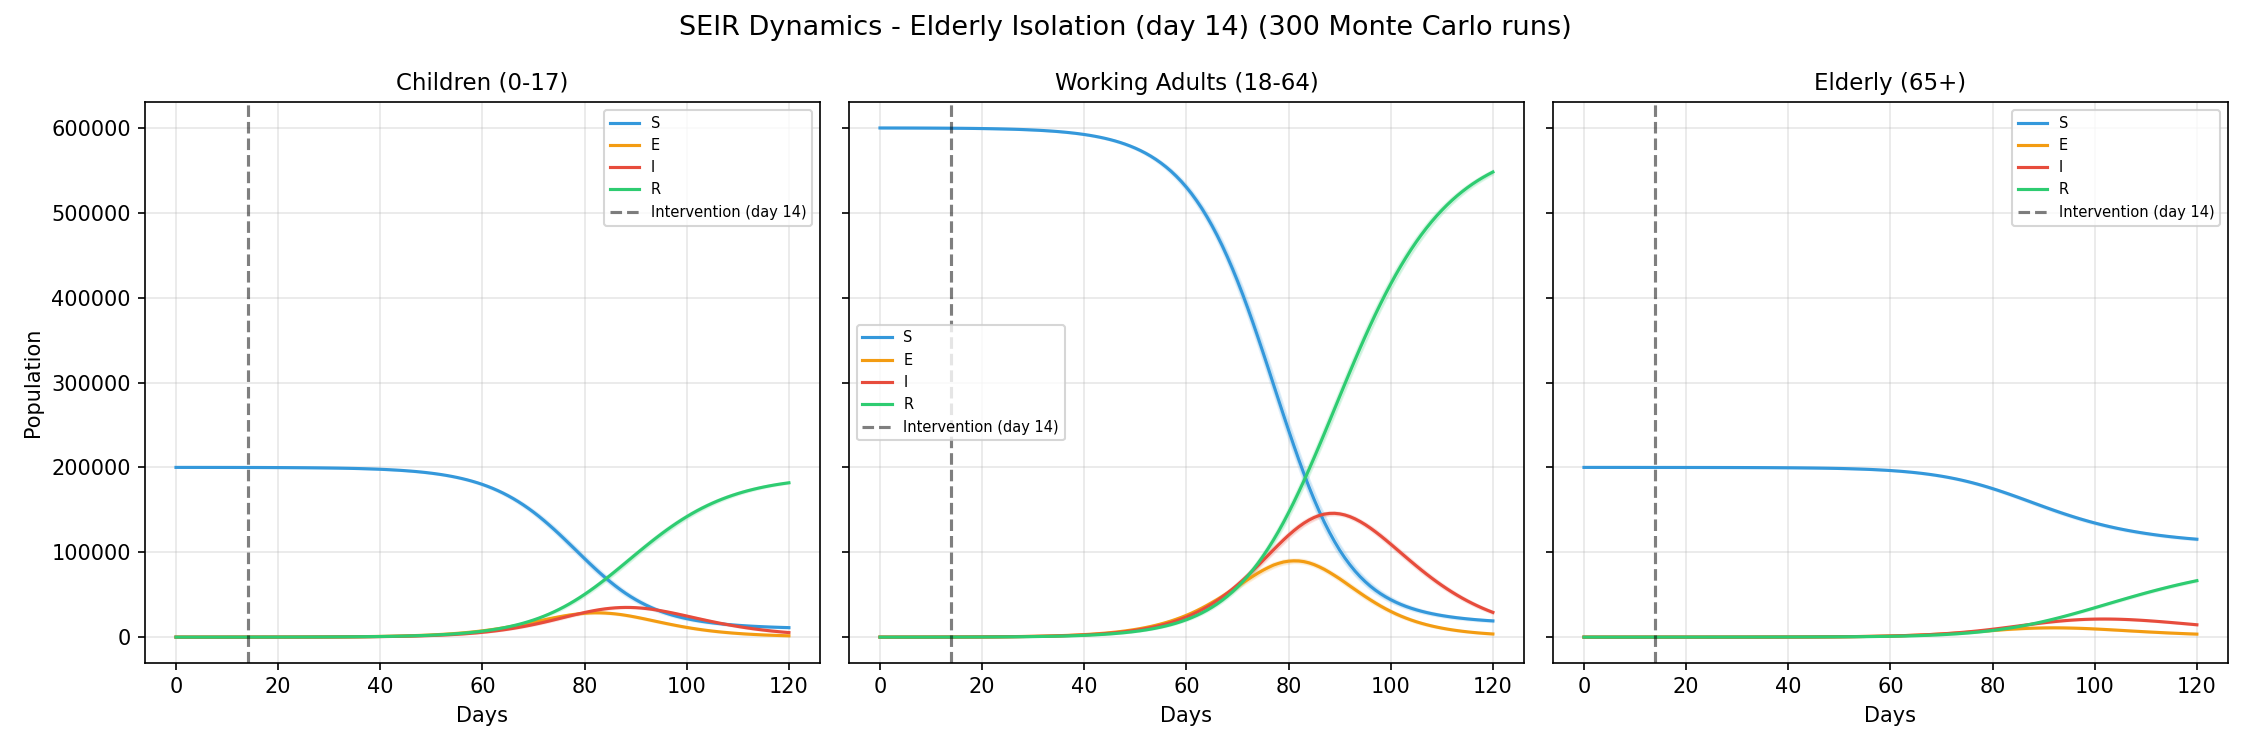 SEIR Dynamics - Elderly Isolation (day 14) (300 Monte Carlo runs)
Children (0-17)
Population
600000
500000
400000
300000
200000
100000
0
S
E
I
R
Intervention (day 14)
0 20 40 60 80 100 120
Days
Working Adults (18-64)
S
E
I
R
Intervention (day 14)
0 20 40 60 80 100 120
Days
Elderly (65+)
S
E
I
R
Intervention (day 14)
0 20 40 60 80 100 120
Days